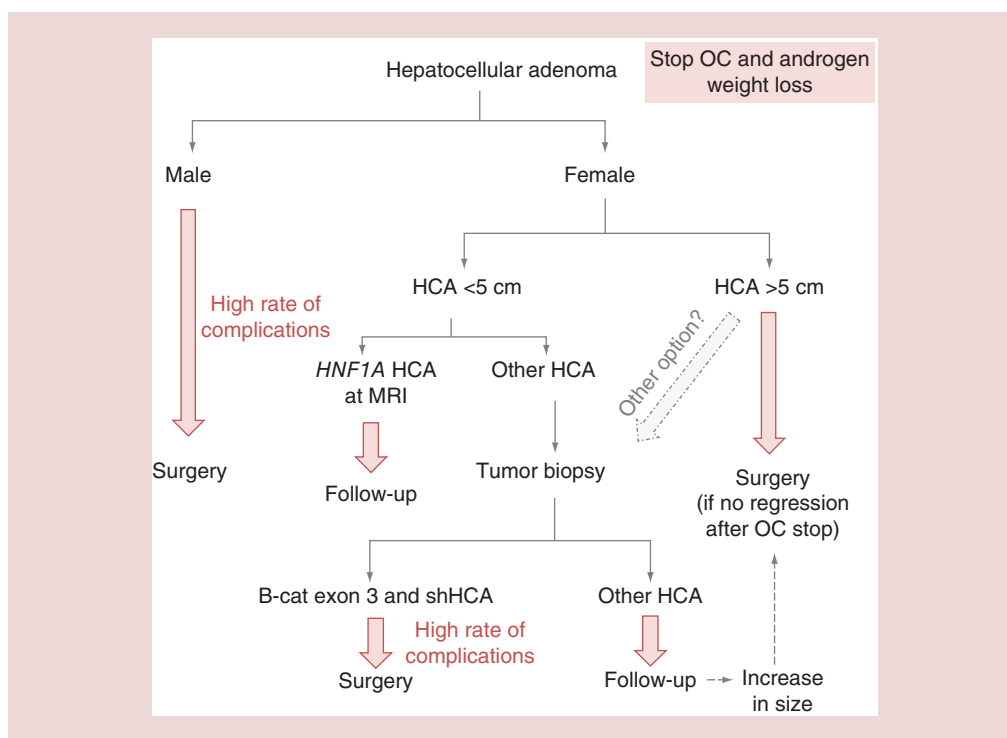 Hepatocellular adenoma
Stop OC and androgen
weight loss
Male
Female
HCA <5 cm
HCA >5 cm
High rate of
complications
Other option?
HNF1A HCA
at MRI
Other HCA
Surgery
Follow-up
Tumor biopsy
Surgery
(if no regression
after OC stop)
B-cat exon 3 and shHCA
Other HCA
High rate of
complications
Surgery
Follow-up
Increase
in size